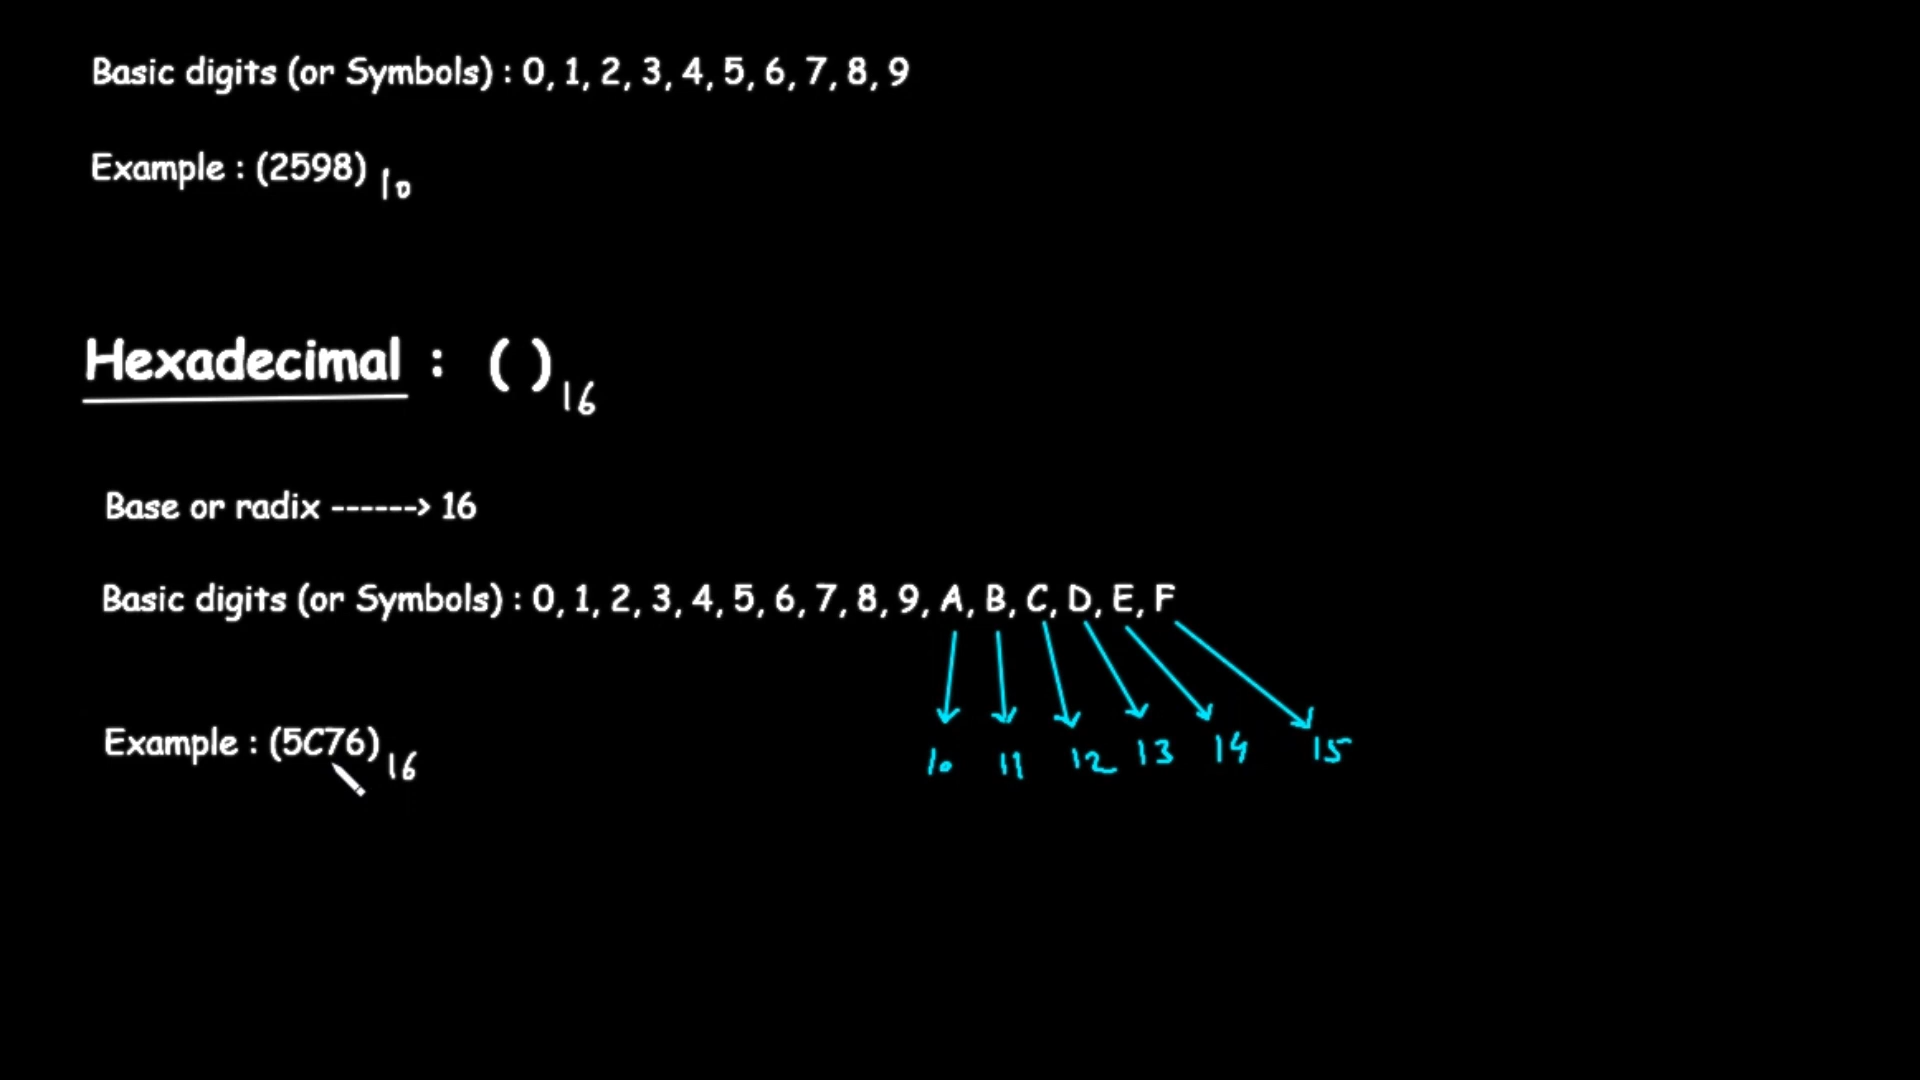 Basic digits (or Symbols) : 0, 1, 2, 3, 4, 5, 6, 7, 8, 9
Example : (2598) 10
Hexadecimal : ( ) 16
Base or radix ------> 16
Basic digits (or Symbols) : 0, 1, 2, 3, 4, 5, 6, 7, 8, 9, A, B, C, D, E, F
10 11 12 13 14 15
Example : (5C76) 16